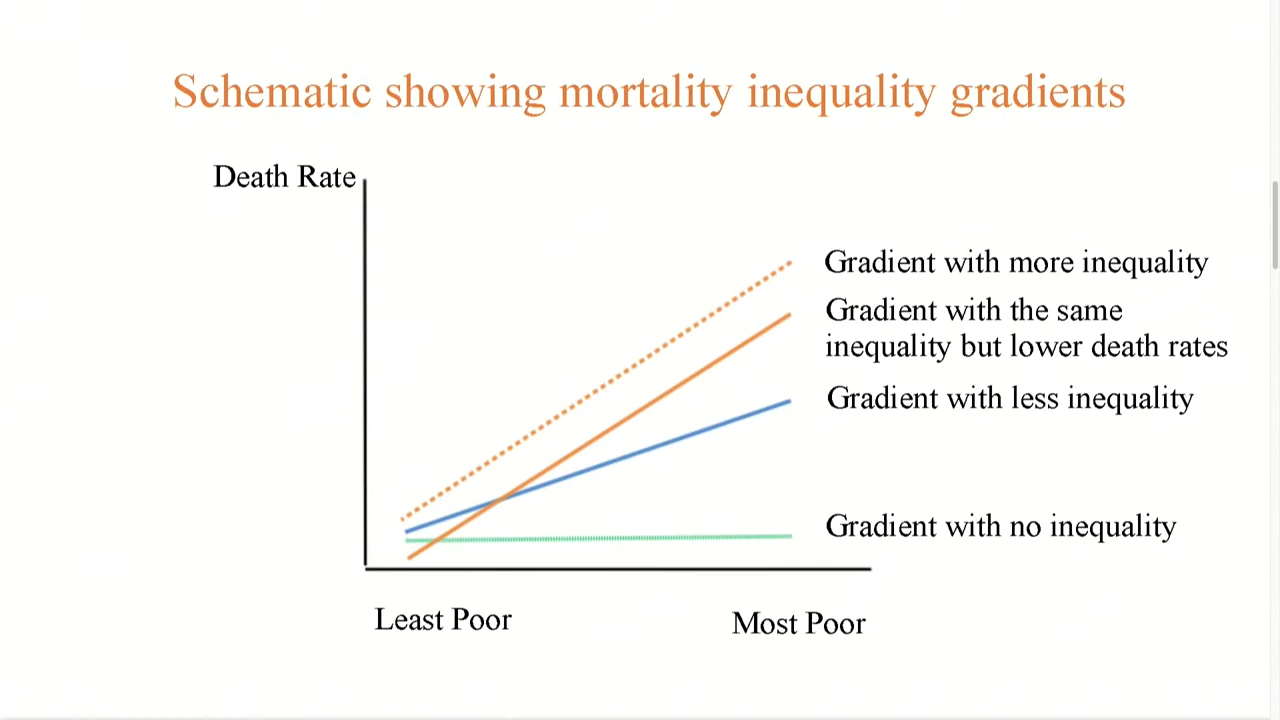 Schematic showing mortality inequality gradients
Death Rate
Gradient with more inequality
Gradient with the same
inequality but lower death rates
Gradient with less inequality
Gradient with no inequality
Least Poor
Most Poor